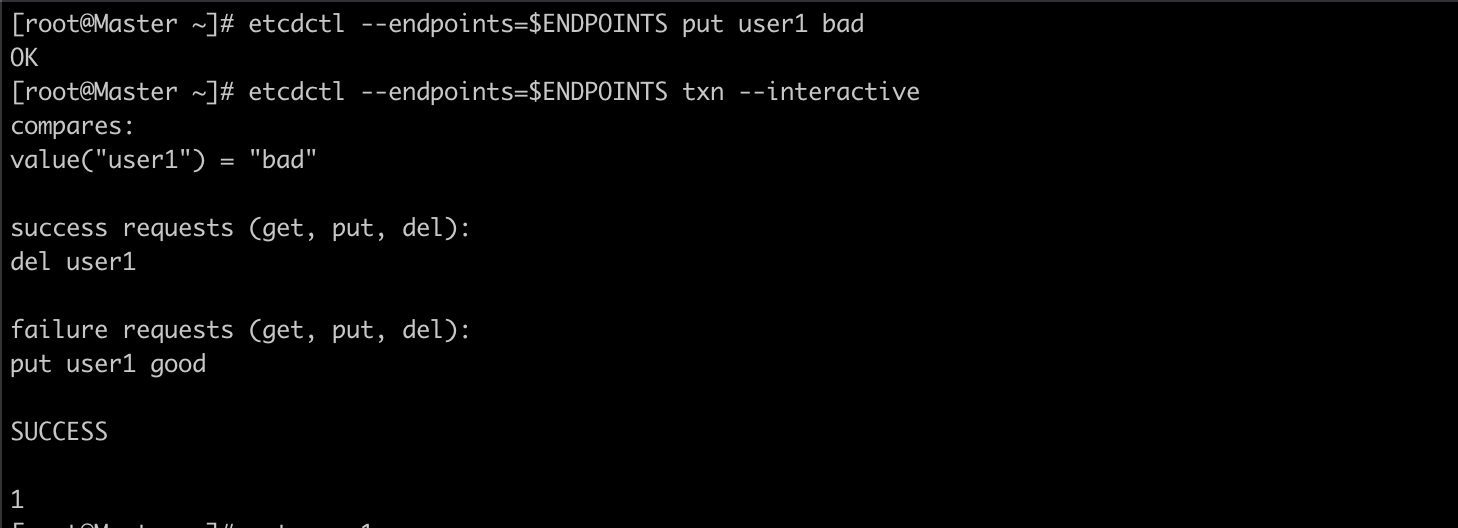 [root@Master ~]# etcdctl --endpoints=$ENDPOINTS put user1 bad
OK
[root@Master ~]# etcdctl --endpoints=$ENDPOINTS txn --interactive
compares:
value("user1") = "bad"
success requests (get, put, del):
del user1
failure requests (get, put, del):
put user1 good
SUCCESS
1